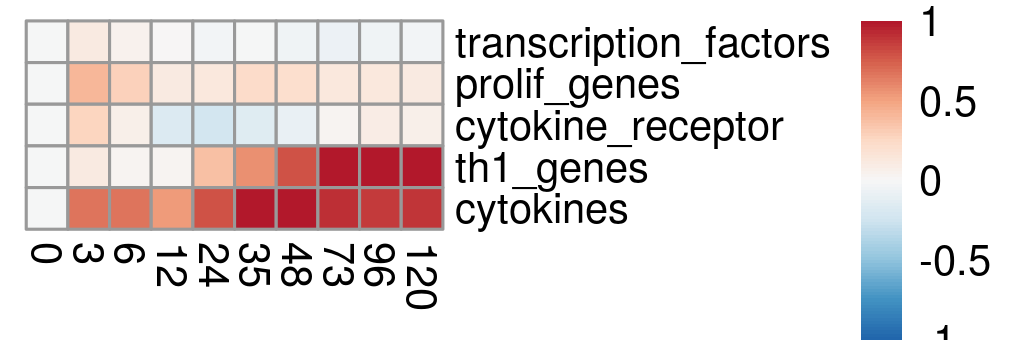 transcription_factors
prolif_genes
cytokine_receptor
th1_genes
cytokines
0 3 6 12 24 35 48 73 96 120
1
0.5
0
-0.5